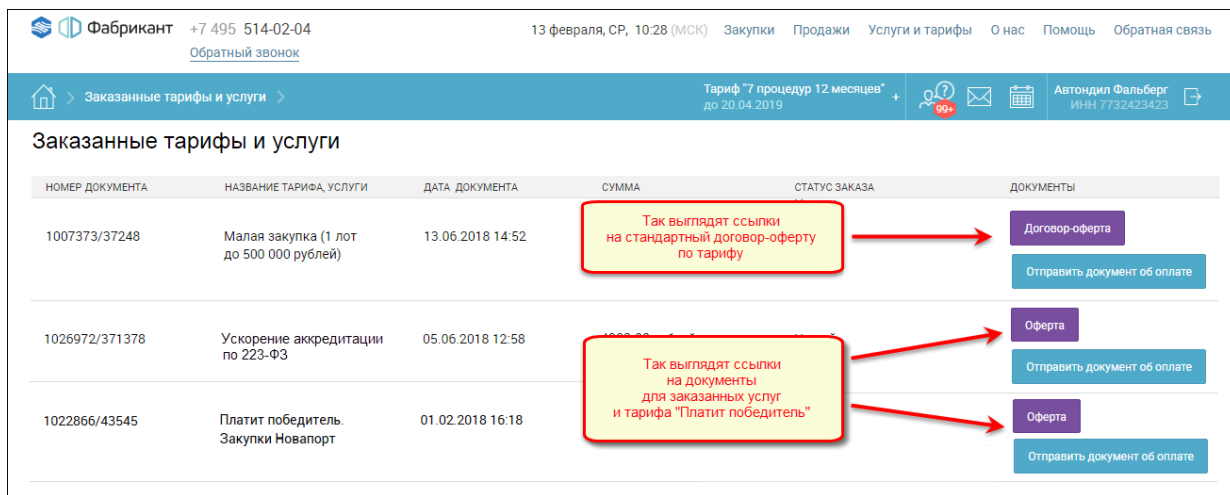 Фабрикант +7 495 514-02-04 13 февраля, СР, 10:28 (МСК) Закупки Продажи Услуги и тарифы О нас Помощь Обратная связь
Обратный звонок
Заказанные тарифы и услуги Тариф "7 процедур 12 месяцев" + Автондил Фальберг
до 20.04.2019 99+ ИНН 7732423423
Заказанные тарифы и услуги
НОМЕР ДОКУМЕНТА НАЗВАНИЕ ТАРИФА, УСЛУГИ ДАТА ДОКУМЕНТА СУММА СТАТУС ЗАКАЗА ДОКУМЕНТЫ
1007373/37248 Малая закупка (1 лот 13.06.2018 14:52 Договор-оферта
до 500 000 рублей) Отправить документ об оплате
Так выглядят ссылки
на стандартный договор-оферту
по тарифу
1026972/371378 Ускорение аккредитации 05.06.2018 12:58 Оферта
по 223-ФЗ Отправить документ об оплате
Так выглядят ссылки
на документы
для заказанных услуг
и тарифа "Платит победитель"
1022866/43545 Платит победитель. 01.02.2018 16:18 Оферта
Закупки Новапорт Отправить документ об оплате